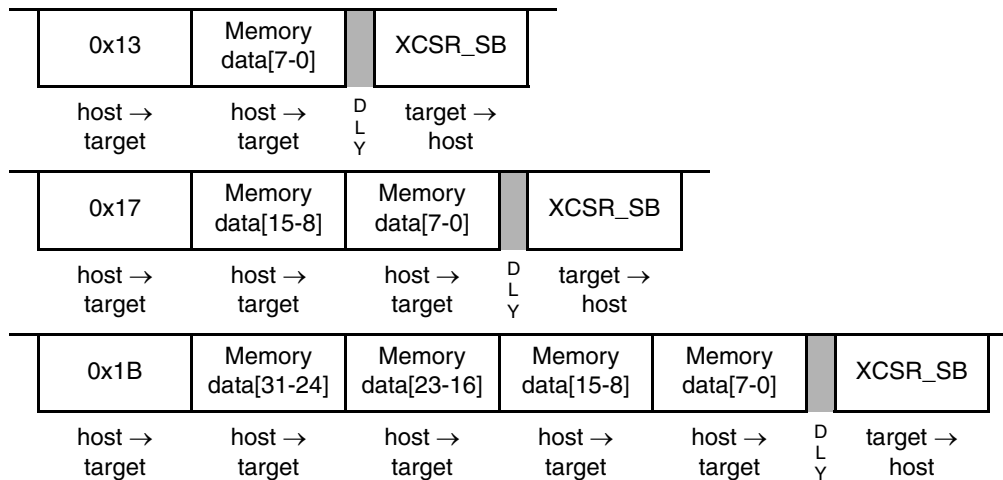 0x13 Memory data[7-0] XCSR_SB
host → target host → target D L Y target → host
0x17 Memory data[15-8] Memory data[7-0] XCSR_SB
host → target host → target host → target D L Y target → host
0x1B Memory data[31-24] Memory data[23-16] Memory data[15-8] Memory data[7-0] XCSR_SB
host → target host → target host → target host → target host → target D L Y target → host